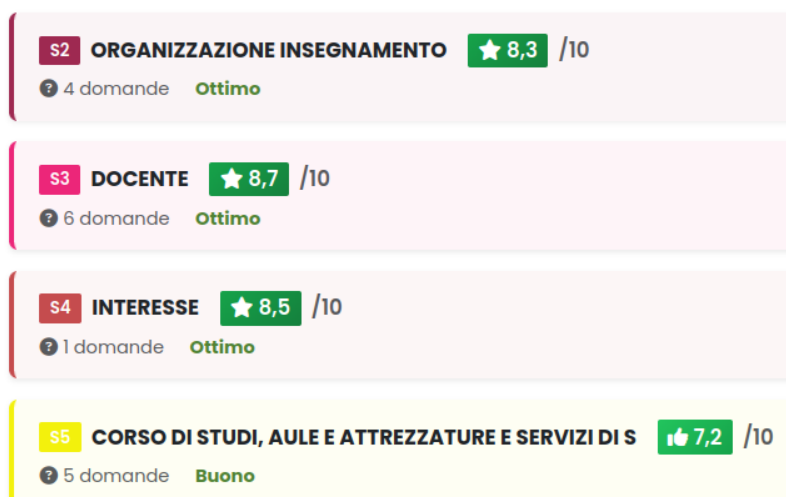 S2 ORGANIZZAZIONE INSEGNAMENTO 8,3 /10
? 4 domande Ottimo
S3 DOCENTE 8,7 /10
? 6 domande Ottimo
S4 INTERESSE 8,5 /10
? 1 domande Ottimo
S5 CORSO DI STUDI, AULE E ATTREZZATURE E SERVIZI DI S 7,2 /10
? 5 domande Buono